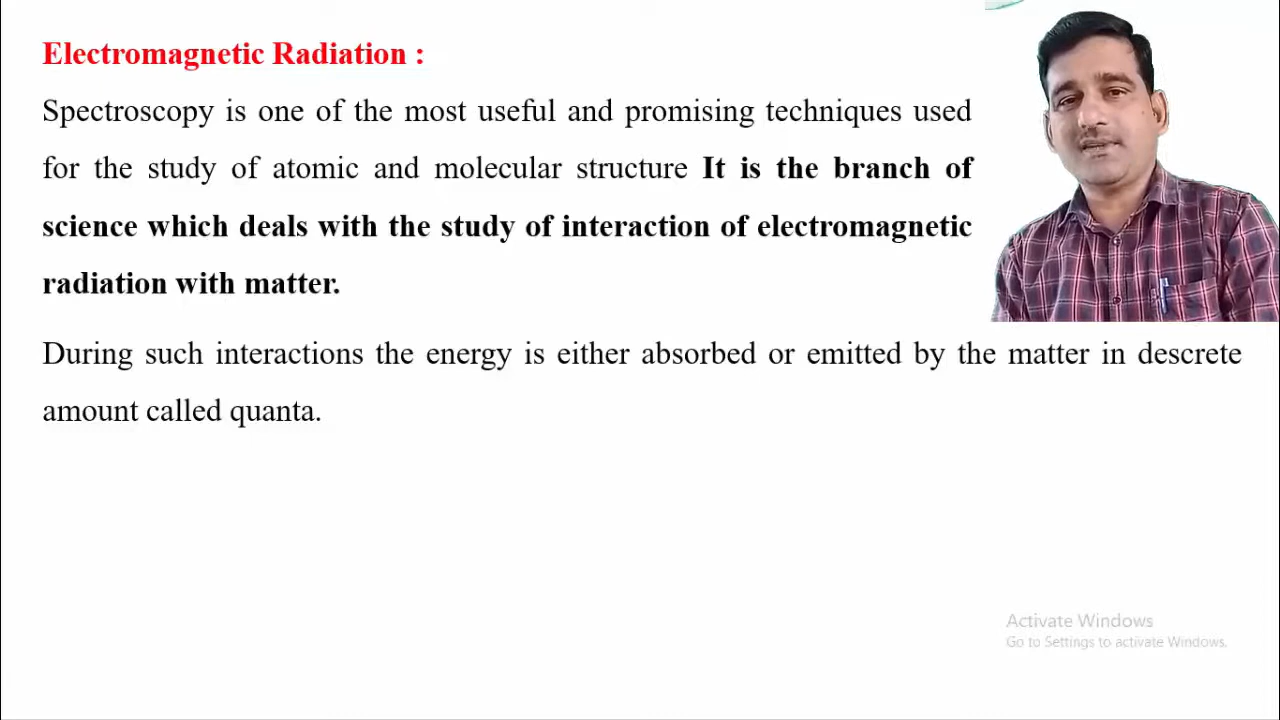 Electromagnetic Radiation :
Spectroscopy is one of the most useful and promising techniques used
for the study of atomic and molecular structure It is the branch of
science which deals with the study of interaction of electromagnetic
radiation with matter.
During such interactions the energy is either absorbed or emitted by the matter in descrete
amount called quanta.
Activate Windows
Go to Settings to activate Windows.